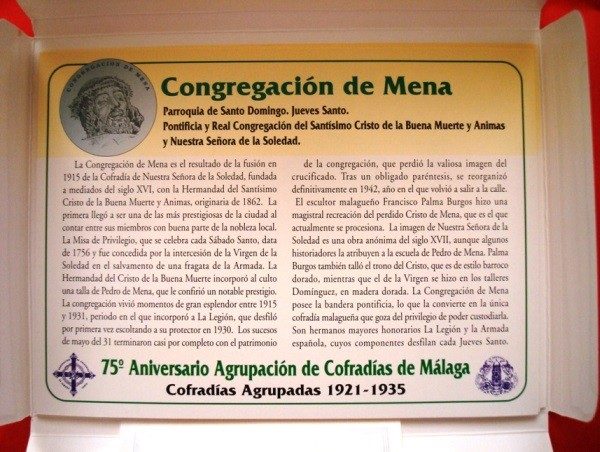 CONGREGACION DE MENA
Congregación de Mena
Parroquia de Santo Domingo. Jueves Santo.
Pontificia y Real Congregación del Santísimo Cristo de la Buena Muerte y Animas
y Nuestra Señora de la Soledad.
La Congregación de Mena es el resultado de la fusión en
1915 de la Cofradía de Nuestra Señora de la Soledad, fundada
a mediados del siglo XVI, con la Hermandad del Santísimo
Cristo de la Buena Muerte y Animas, originaria de 1862. La
primera llegó a ser una de las más prestigiosas de la ciudad al
contar entre sus miembros con buena parte de la nobleza local.
La Misa de Privilegio, que se celebra cada Sábado Santo, data
de 1756 y fue concedida por la intercesión de la Virgen de la
Soledad en el salvamento de una fragata de la Armada. La
Hermandad del Cristo de la Buena Muerte incorporó al culto
una talla de Pedro de Mena, que le confirió un notable prestigio.
La congregación vivió momentos de gran esplendor entre 1915
y 1931, periodo en el que incorporó a La Legión, que desfiló
por primera vez escoltando a su protector en 1930. Los sucesos
de mayo del 31 terminaron casi por completo con el patrimonio
de la congregación, que perdió la valiosa imagen del
crucificado. Tras un obligado paréntesis, se reorganizó
definitivamente en 1942, año en el que volvió a salir a la calle.
El escultor malagueño Francisco Palma Burgos hizo una
magistral recreación del perdido Cristo de Mena, que es el que
actualmente se procesiona. La imagen de Nuestra Señora de la
Soledad es una obra anónima del siglo XVII, aunque algunos
historiadores la atribuyen a la escuela de Pedro de Mena. Palma
Burgos también talló el trono del Cristo, que es de estilo barroco
dorado, mientras que el de la Virgen se hizo en los talleres
Domínguez, en madera dorada. La Congregación de Mena
posee la bandera pontificia, lo que la convierte en la única
cofradía malagueña que goza del privilegio de poder custodiarla.
Son hermanos mayores honorarios La Legión y la Armada
española, cuyos componentes desfilan cada Jueves Santo.
75º Aniversario Agrupación de Cofradías de Málaga
Cofradías Agrupadas 1921-1935